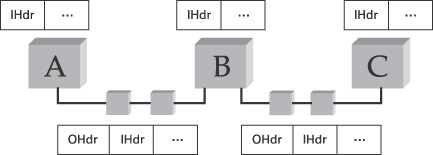 IHdr ... IHdr ... IHdr ...
A B C
OHdr IHdr ... OHdr IHdr ...